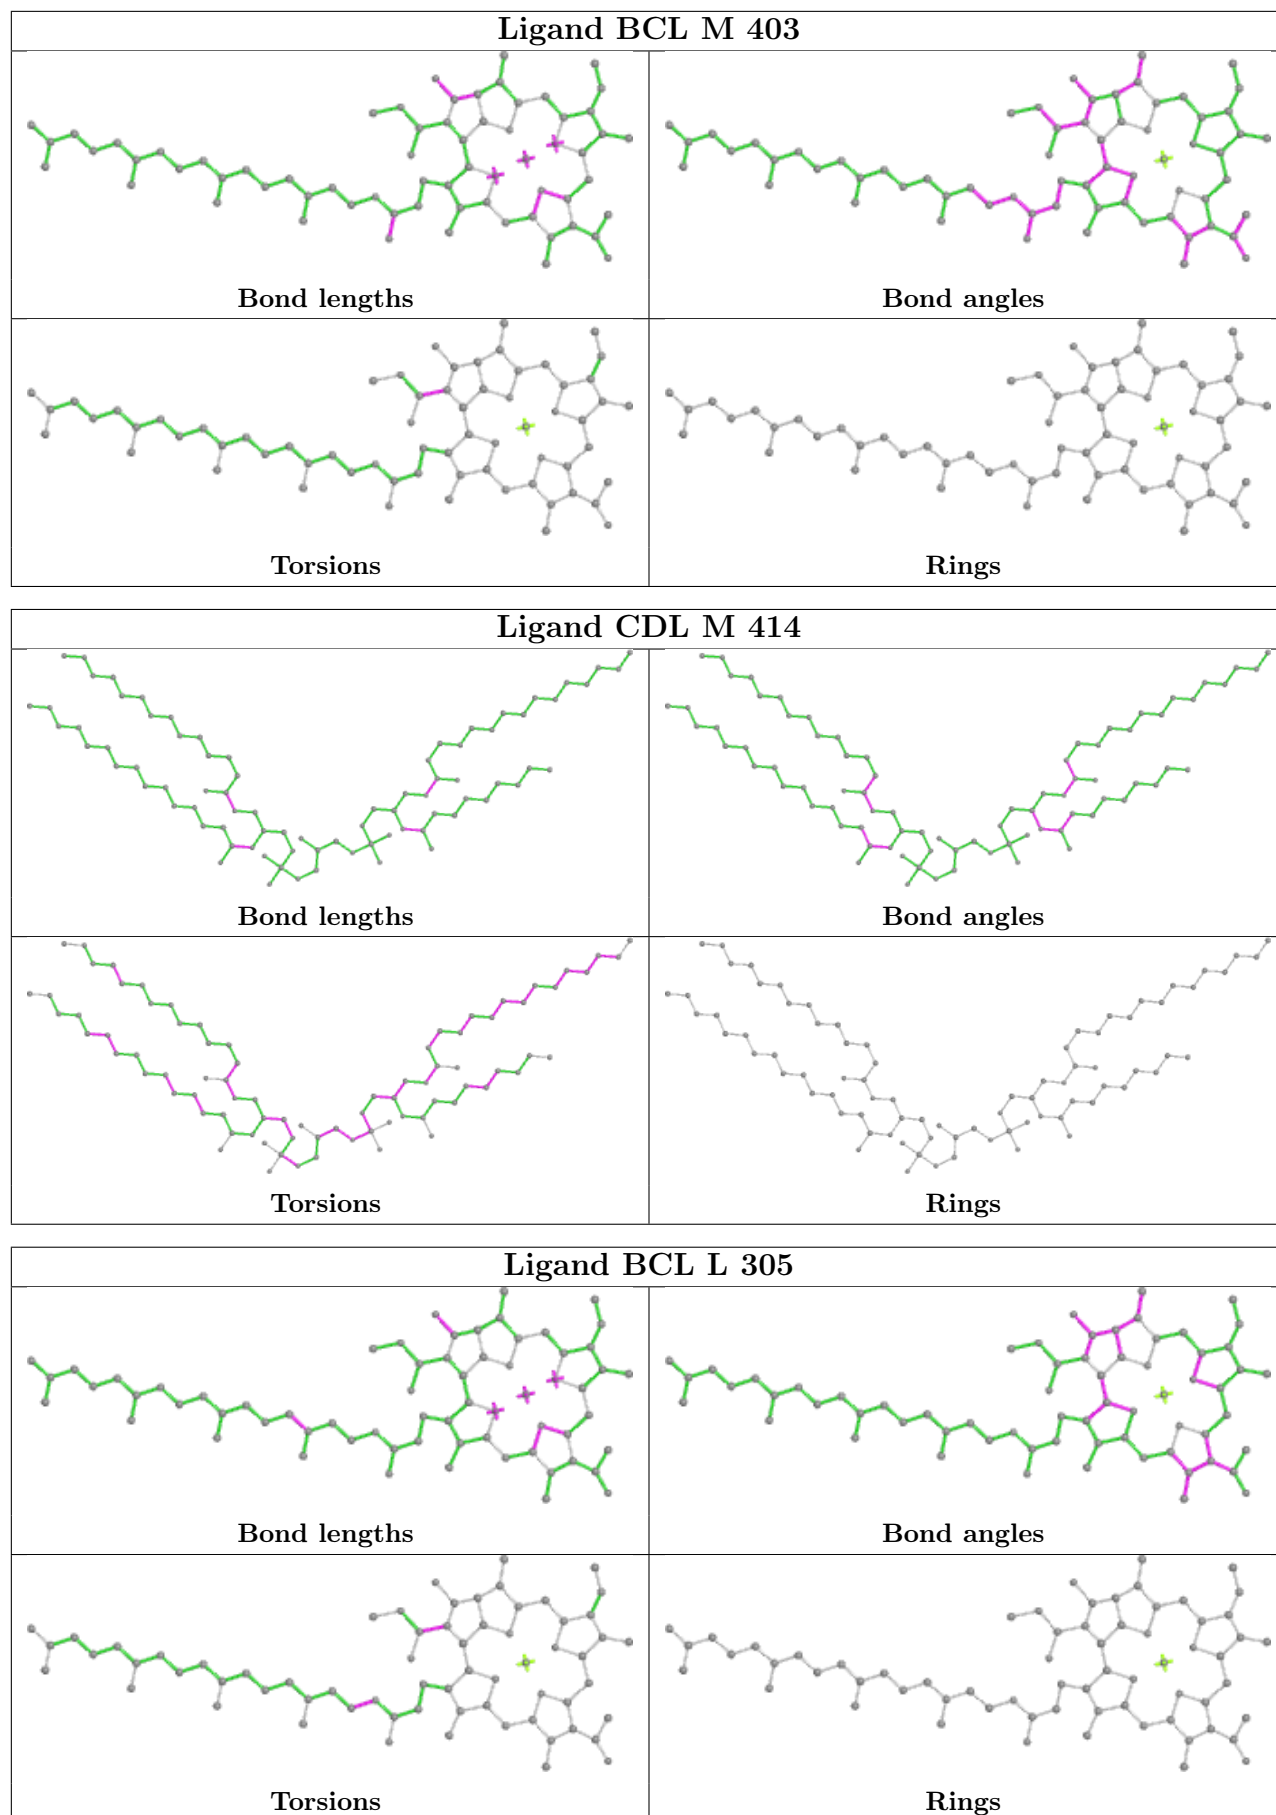 Ligand BCL M 403
Bond lengths
Bond angles
Torsions
Rings
Ligand CDL M 414
Bond lengths
Bond angles
Torsions
Rings
Ligand BCL L 305
Bond lengths
Bond angles
Torsions
Rings